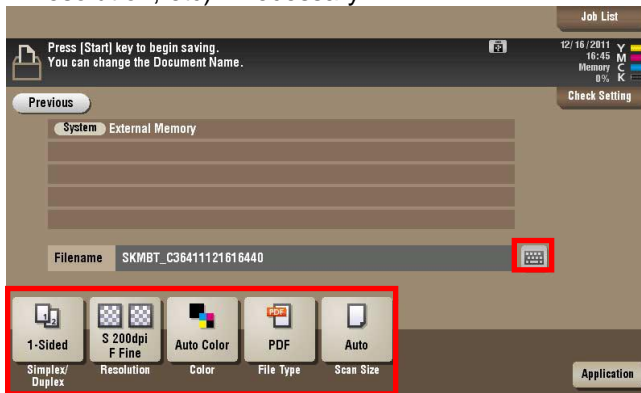 Job List
Press [Start] key to begin saving.
You can change the Document Name.
12/16/2011
16:45
Memory
0%
Y
M
C
K
Previous
Check Setting
System External Memory
Filename SKMBT_C36411121616440
1-Sided
S 200dpi
F Fine
Auto Color
PDF
PDF
Auto
Simplex/
Duplex
Resolution
Color
File Type
Scan Size
Application